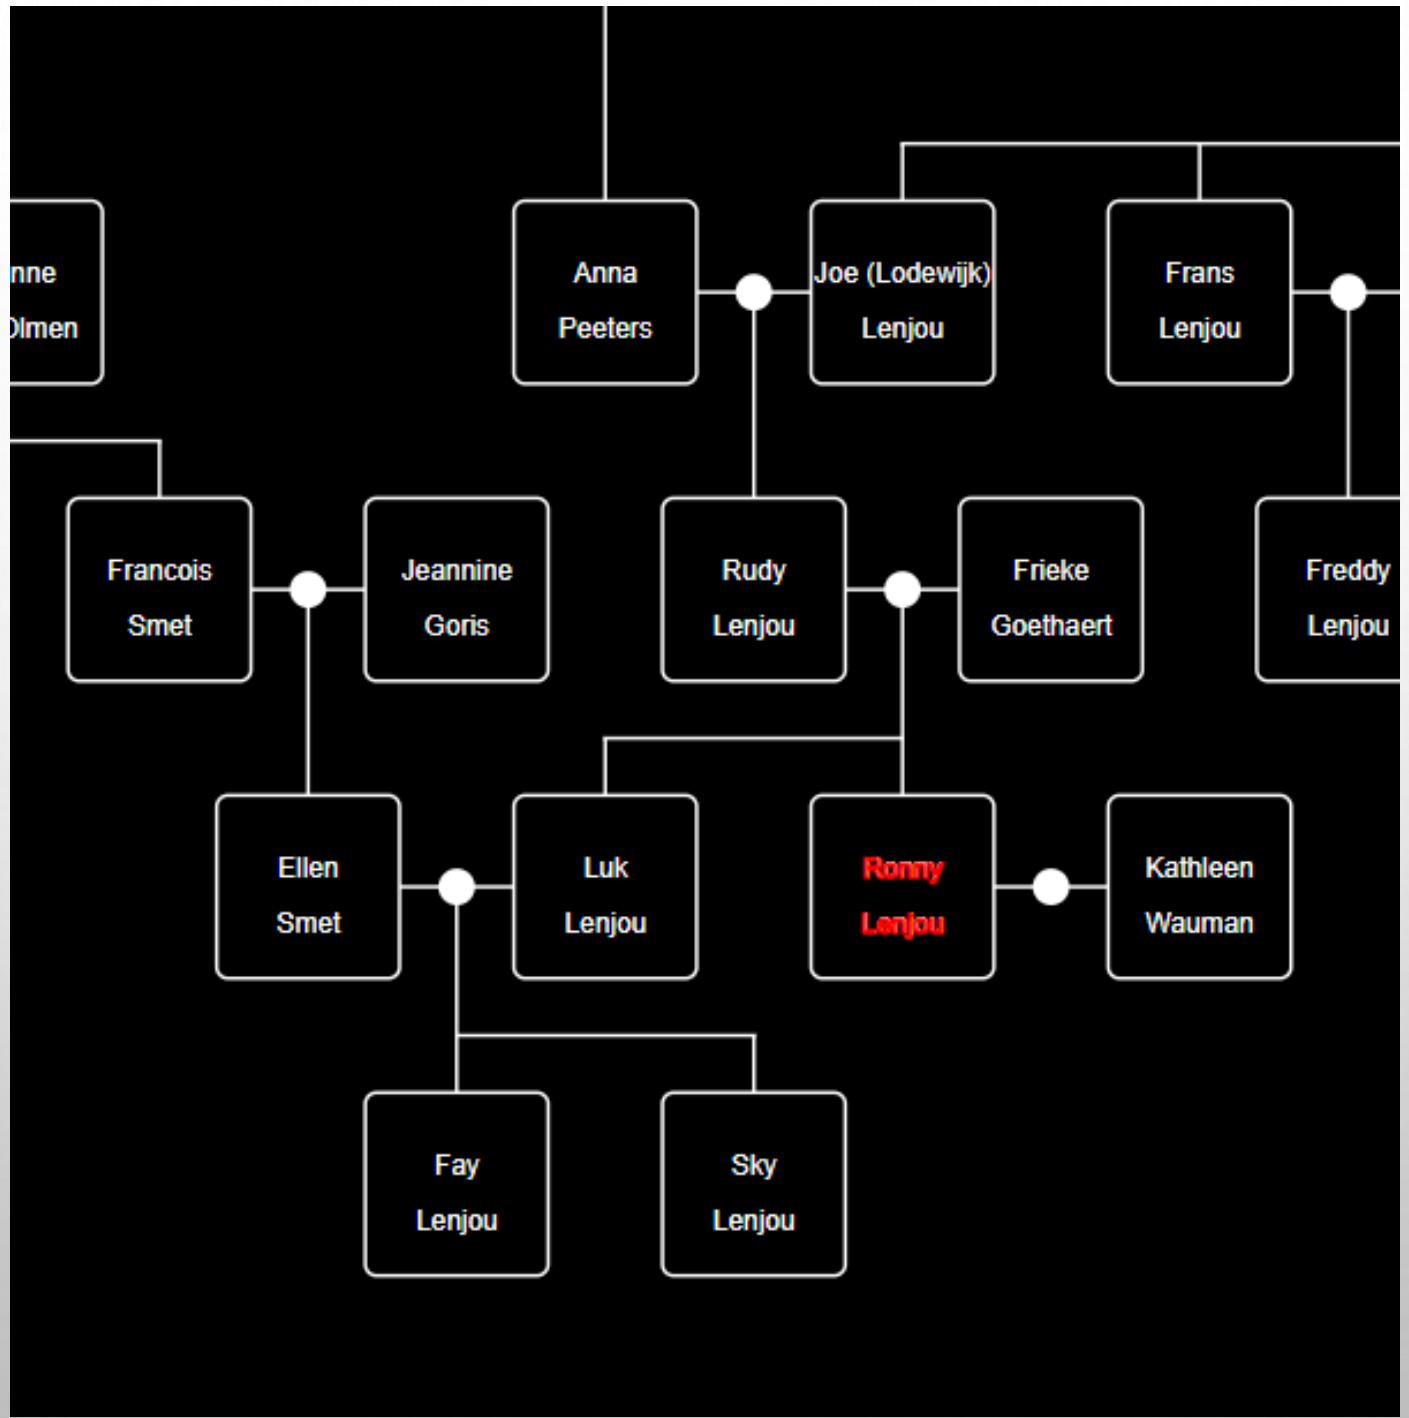 nne
Olmen
Anna
Peeters
Joe (Lodewijk)
Lenjou
Frans
Lenjou
Francois
Smet
Jeannine
Goris
Rudy
Lenjou
Frieke
Goethaert
Freddy
Lenjou
Ellen
Smet
Luk
Lenjou
Ronny
Lenjou
Kathleen
Wauman
Fay
Lenjou
Sky
Lenjou